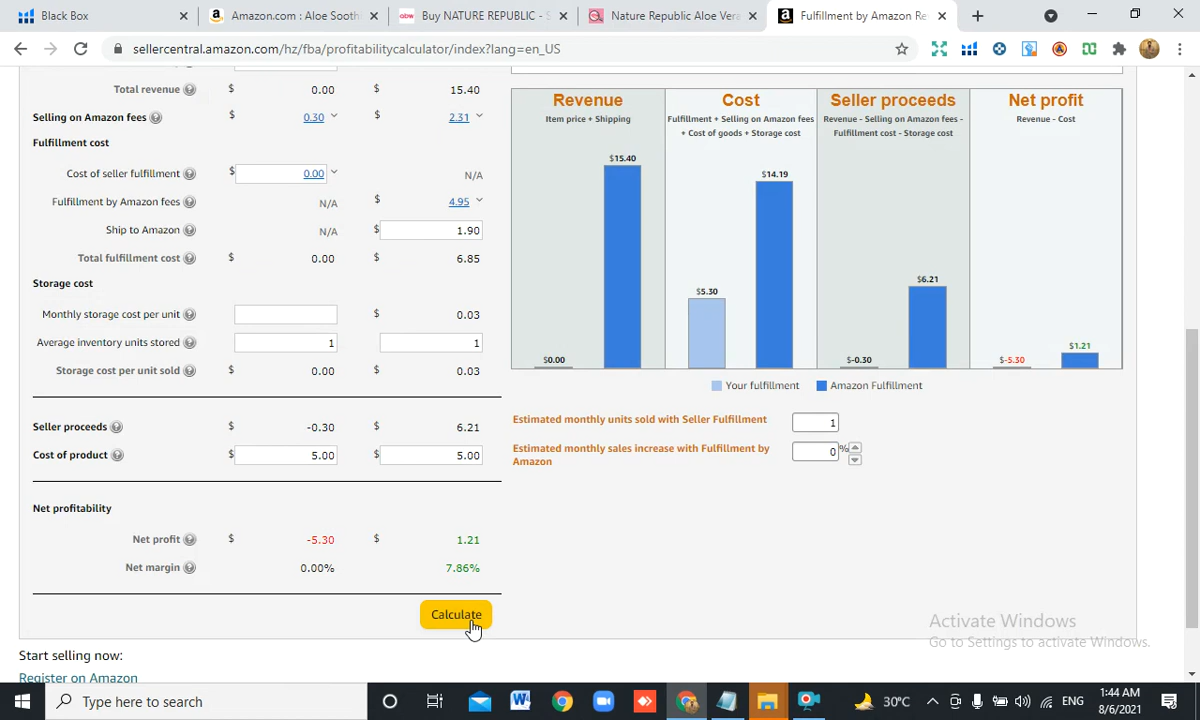 Black Box
Amazon.com : Aloe Sooth
Buy NATURE REPUBLIC - S
Nature Republic Aloe Vera
Fulfillment by Amazon Re
sellercentral.amazon.com/hz/fba/profitabilitycalculator/index?lang=en_US
Total revenue $ 0.00 $ 15.40
Selling on Amazon fees $ 0.30 $ 2.31
Fulfillment cost
Cost of seller fulfillment $ 0.00 N/A
Fulfillment by Amazon fees N/A $ 4.95
Ship to Amazon N/A $ 1.90
Total fulfillment cost $ 0.00 $ 6.85
Storage cost
Monthly storage cost per unit $ 0.03
Average inventory units stored 1 1
Storage cost per unit sold $ 0.00 $ 0.03
Seller proceeds $ -0.30 $ 6.21
Cost of product $ 5.00 $ 5.00
Net profitability
Net profit $ -5.30 $ 1.21
Net margin 0.00% 7.86%
Calculate
Start selling now:
Register on Amazon
Revenue
Item price + Shipping
$0.00
$15.40
Cost
Fulfillment + Selling on Amazon fees
+ Cost of goods + Storage cost
$5.30
$14.19
Seller proceeds
Revenue - Selling on Amazon fees -
Fulfillment cost - Storage cost
$-0.30
$6.21
Net profit
Revenue - Cost
$-5.30
$1.21
Your fulfillment
Amazon Fulfillment
Estimated monthly units sold with Seller Fulfillment 1
Estimated monthly sales increase with Fulfillment by
Amazon
0 %
Activate Windows
Go to Settings to activate Windows.
Type here to search
30°C
ENG
1:44 AM
8/6/2021